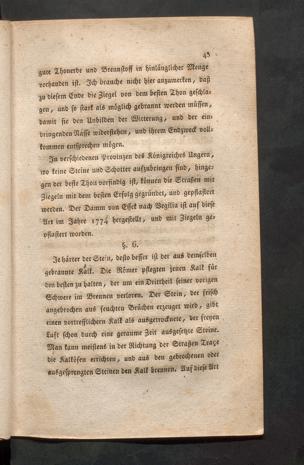 45
gute Thonerde und Brennstoff in hinlänglicher Menge
vorhanden ist. Ich brauche nicht hier anzumerken, daß
zu diesem Ende die Ziegel von dem besten Thon geschla-
gen, und so stark als möglich gebrannt werden müssen,
damit sie den Unbilden der Witterung, und der ein-
dringenden Nässe widerstehen, und ihrem Endzweck voll-
kommen entsprechen mögen.
In verschiedenen Provinzen des Königreiches Ungern,
wo keine Steine und Schotter aufzubringen sind, hinge-
gen der beste Thon vorfindig ist, können die Straßen mit
Ziegeln mit dem besten Erfolg gegründet, und gepflastert
werden. Der Damm von Essek nach Bezillia ist auf diese
Art im Jahre 1774 hergestellt, und mit Ziegeln ge-
pflastert worden.
§. 6.
Je härter der Stein, desto besser ist der aus demselben
gebrannte Kalk. Die Römer pflegten jenen Kalk für
den besten zu halten, der um ein Drittheil seiner vorigen
Schwere im Brennen verloren. Der Stein, der frisch
angebrochen aus feuchten Brüchen erzeuget wird, gibt
einen vortrefflichern Kalk als ausgetrocknete, der freyen
Luft schon durch eine geraume Zeit ausgesetzte Steine.
Man kann meistens in der Richtung der Straßen Traçe
die Kalköfen errichten, und aus den gebrochenen oder
ausgesprengten Steinen den Kalk brennen. Auf diese Art